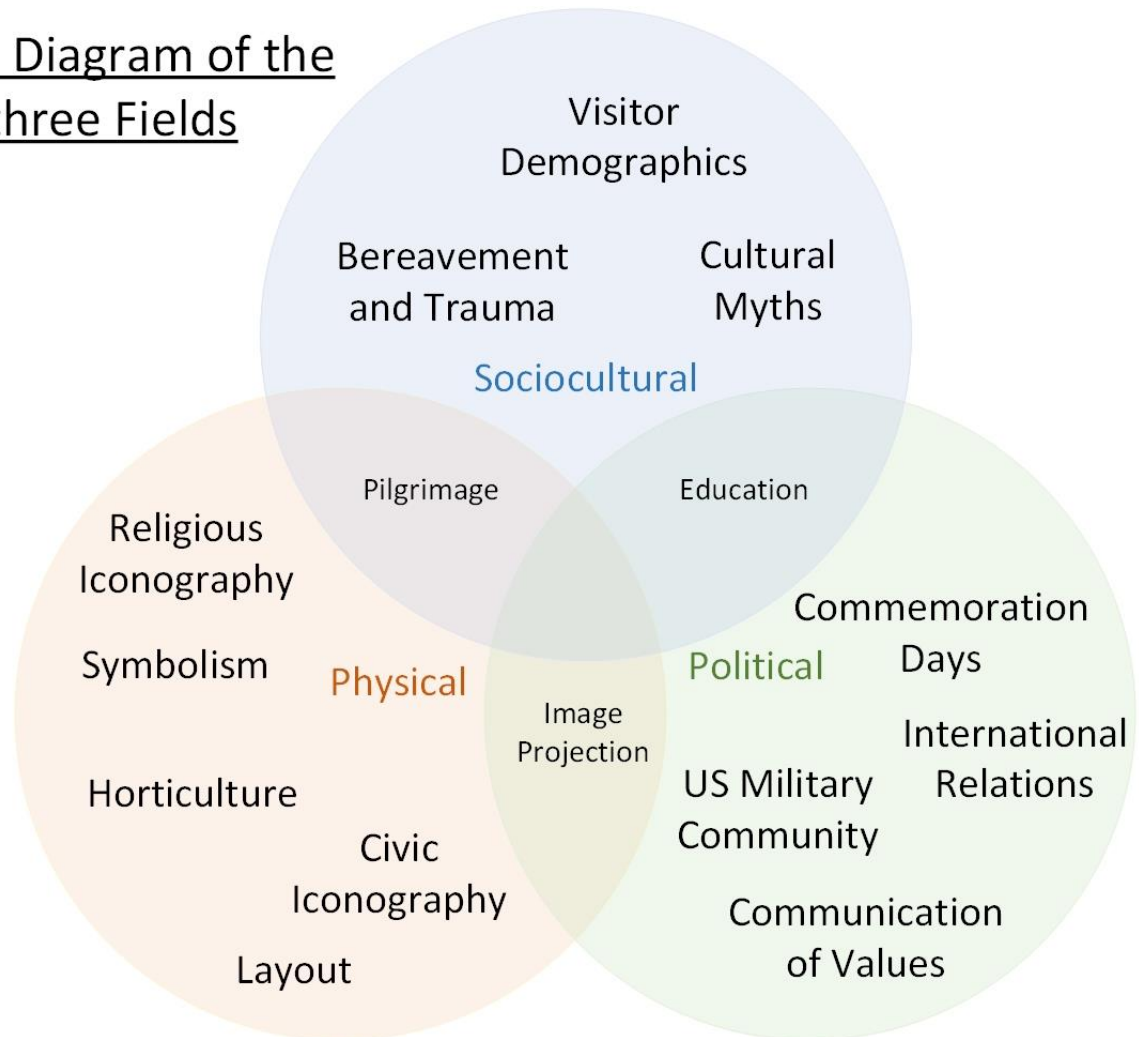 Diagram of the
three Fields
Visitor
Demographics
Bereavement
and Trauma
Cultural
Myths
Sociocultural
Pilgrimage
Education
Religious
Iconography
Symbolism
Physical
Horticulture
Civic
Iconography
Layout
Image
Projection
Political
Commemoration
Days
International
Relations
US Military
Community
Communication
of Values